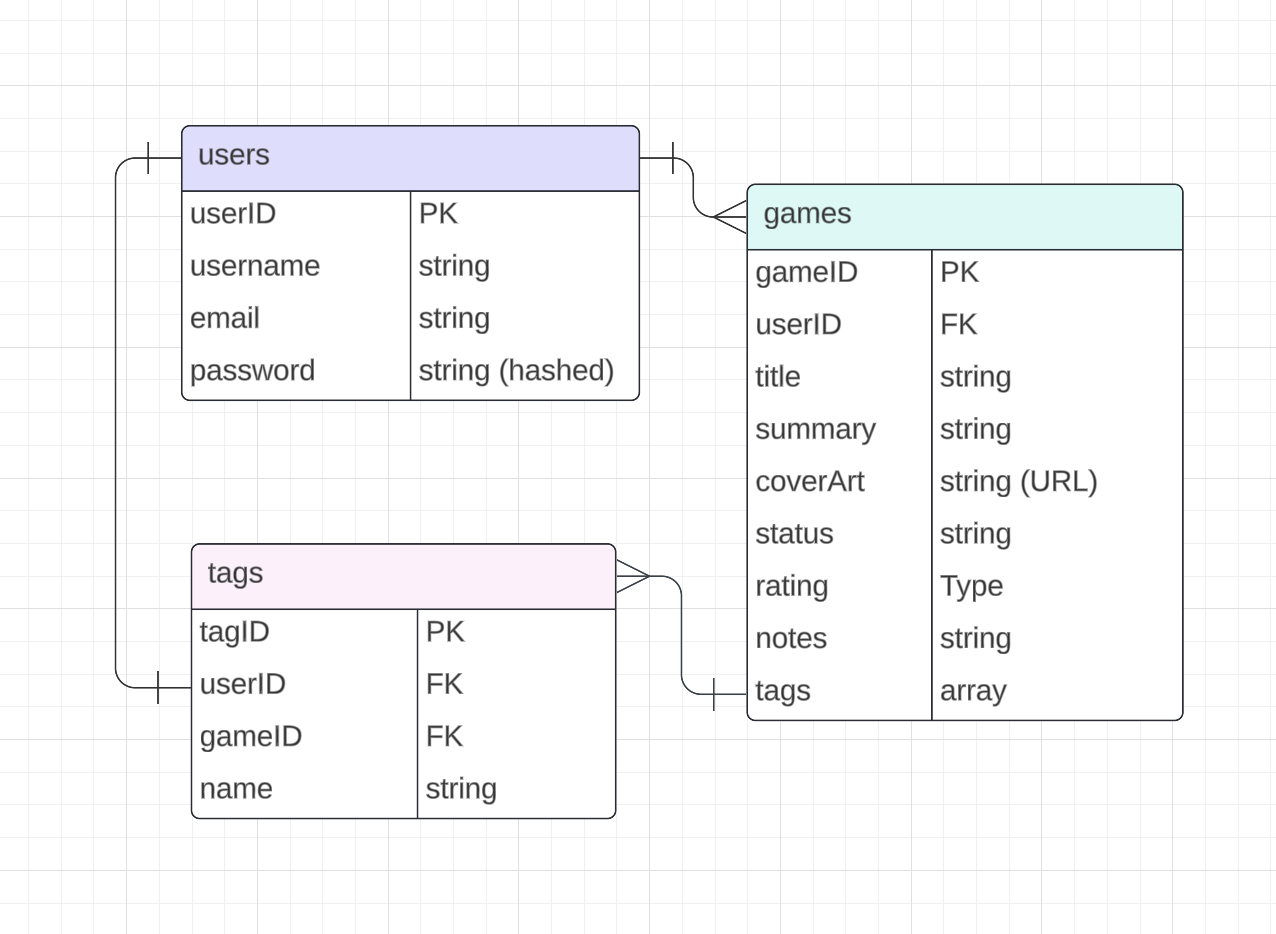 users
userID PK
username string
email string
password string (hashed)
games
gameID PK
userID FK
title string
summary string
coverArt string (URL)
status string
rating Type
notes string
tags array
tags
tagID PK
userID FK
gameID FK
name string